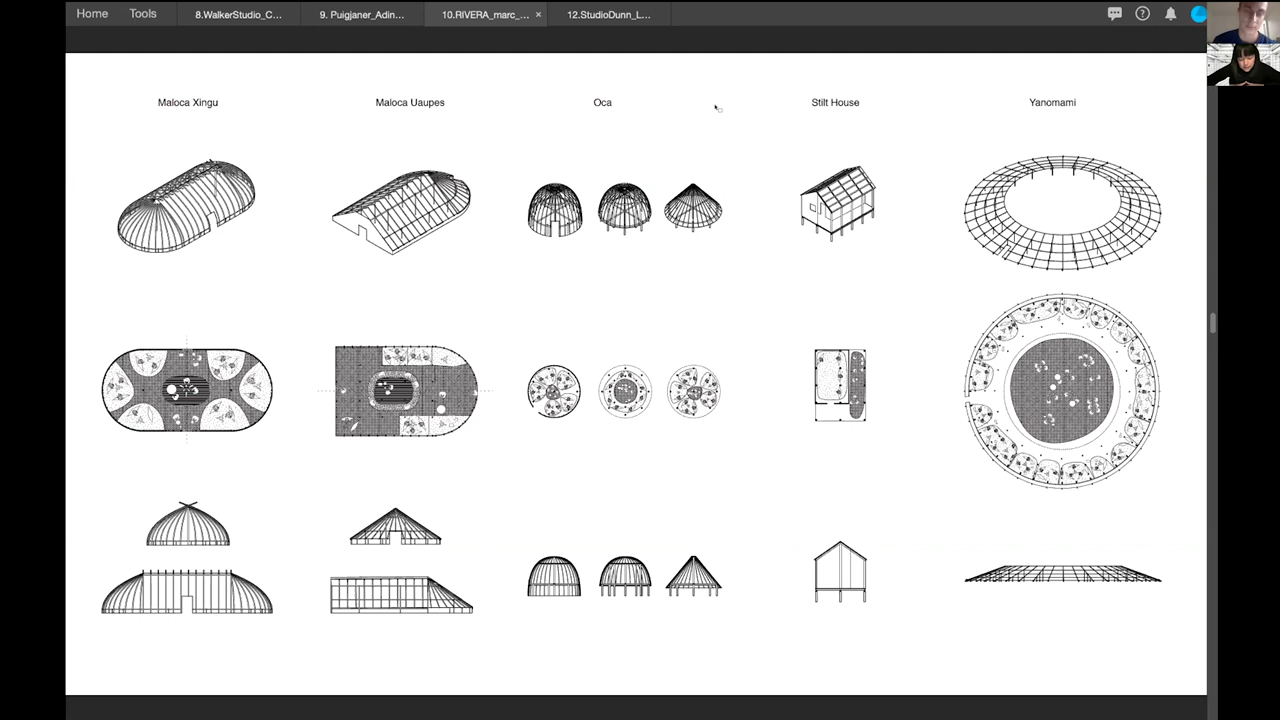 Home Tools 8.WalkerStudio_C... 9. Puigjaner_Adin... 10.RIVERA_marc_... × 12.StudioDunn_L...
Maloca Xingu Maloca Uaupes Oca Stilt House Yanomami